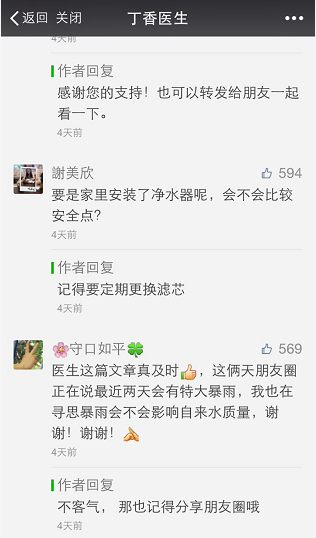 返回 关闭 丁香医生
4天前
作者回复
感谢您的支持！也可以转发给朋友一起
看一下。
4天前
謝美欣 594
要是家里安装了净水器呢，会不会比较
安全点？
4天前
作者回复
记得要定期更换滤芯
4天前
🌸守口如平🍀 569
医生这篇文章真及时👍，这俩天朋友圈
正在说最近两天会有特大暴雨，我也在
寻思暴雨会不会影响自来水质量，谢
谢！谢谢！🙏
4天前
作者回复
不客气， 那也记得分享朋友圈哦
4天前